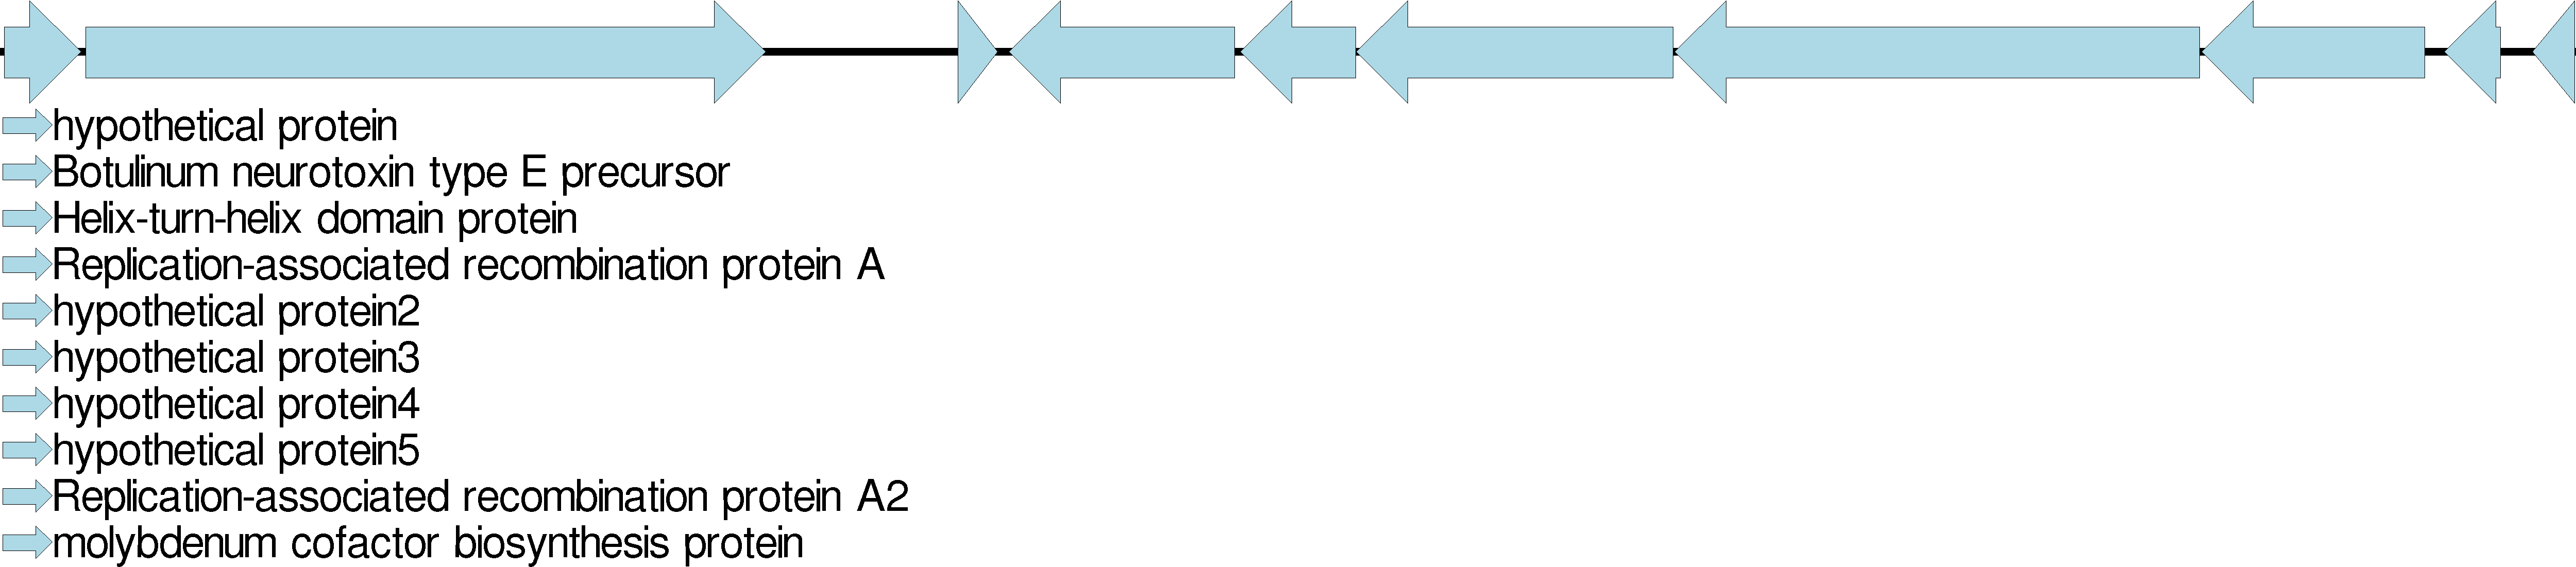 hypothetical protein
Botulinum neurotoxin type E precursor
Helix-turn-helix domain protein
Replication-associated recombination protein A
hypothetical protein2
hypothetical protein3
hypothetical protein4
hypothetical protein5
Replication-associated recombination protein A2
molybdenum cofactor biosynthesis protein